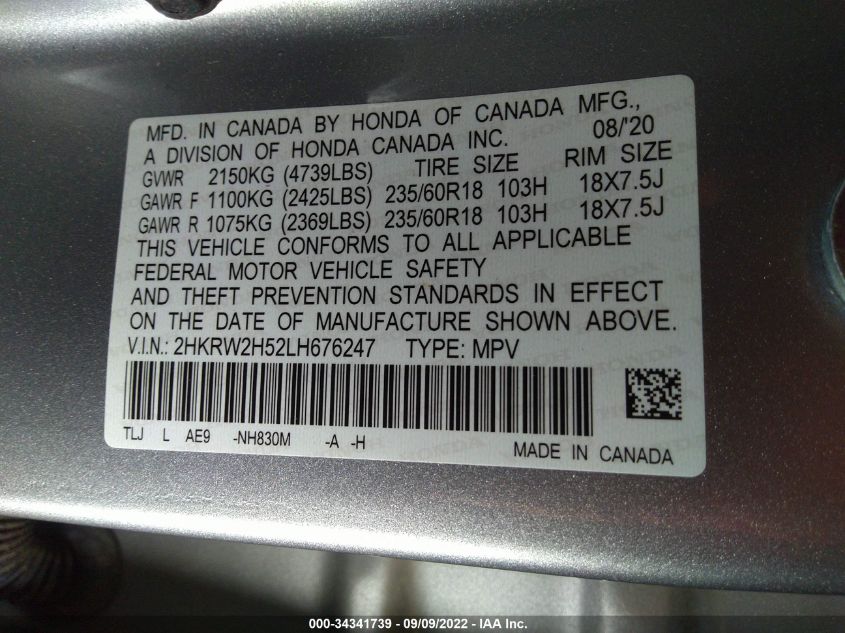 MFD. IN CANADA BY HONDA OF CANADA MFG.,
A DIVISION OF HONDA CANADA INC. 08/'20
GVWR 2150KG (4739LBS) TIRE SIZE RIM SIZE
GAWR F 1100KG (2425LBS) 235/60R18 103H 18X7.5J
GAWR R 1075KG (2369LBS) 235/60R18 103H 18X7.5J
THIS VEHICLE CONFORMS TO ALL APPLICABLE
FEDERAL MOTOR VEHICLE SAFETY
AND THEFT PREVENTION STANDARDS IN EFFECT
ON THE DATE OF MANUFACTURE SHOWN ABOVE.
V.I.N.: 2HKRW2H52LH676247 TYPE: MPV
TLJ L AE9 -NH830M -A -H
MADE IN CANADA
000-34341739 - 09/09/2022 - IAA Inc.